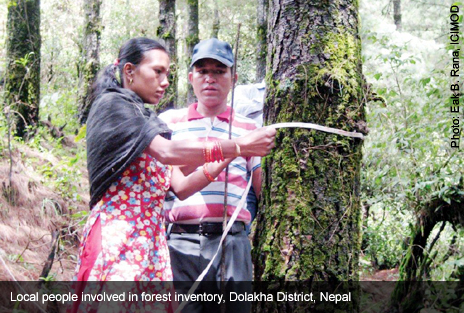 Photo: Eak B. Rana, ICIMOD
Local people involved in forest inventory, Dolakha District, Nepal